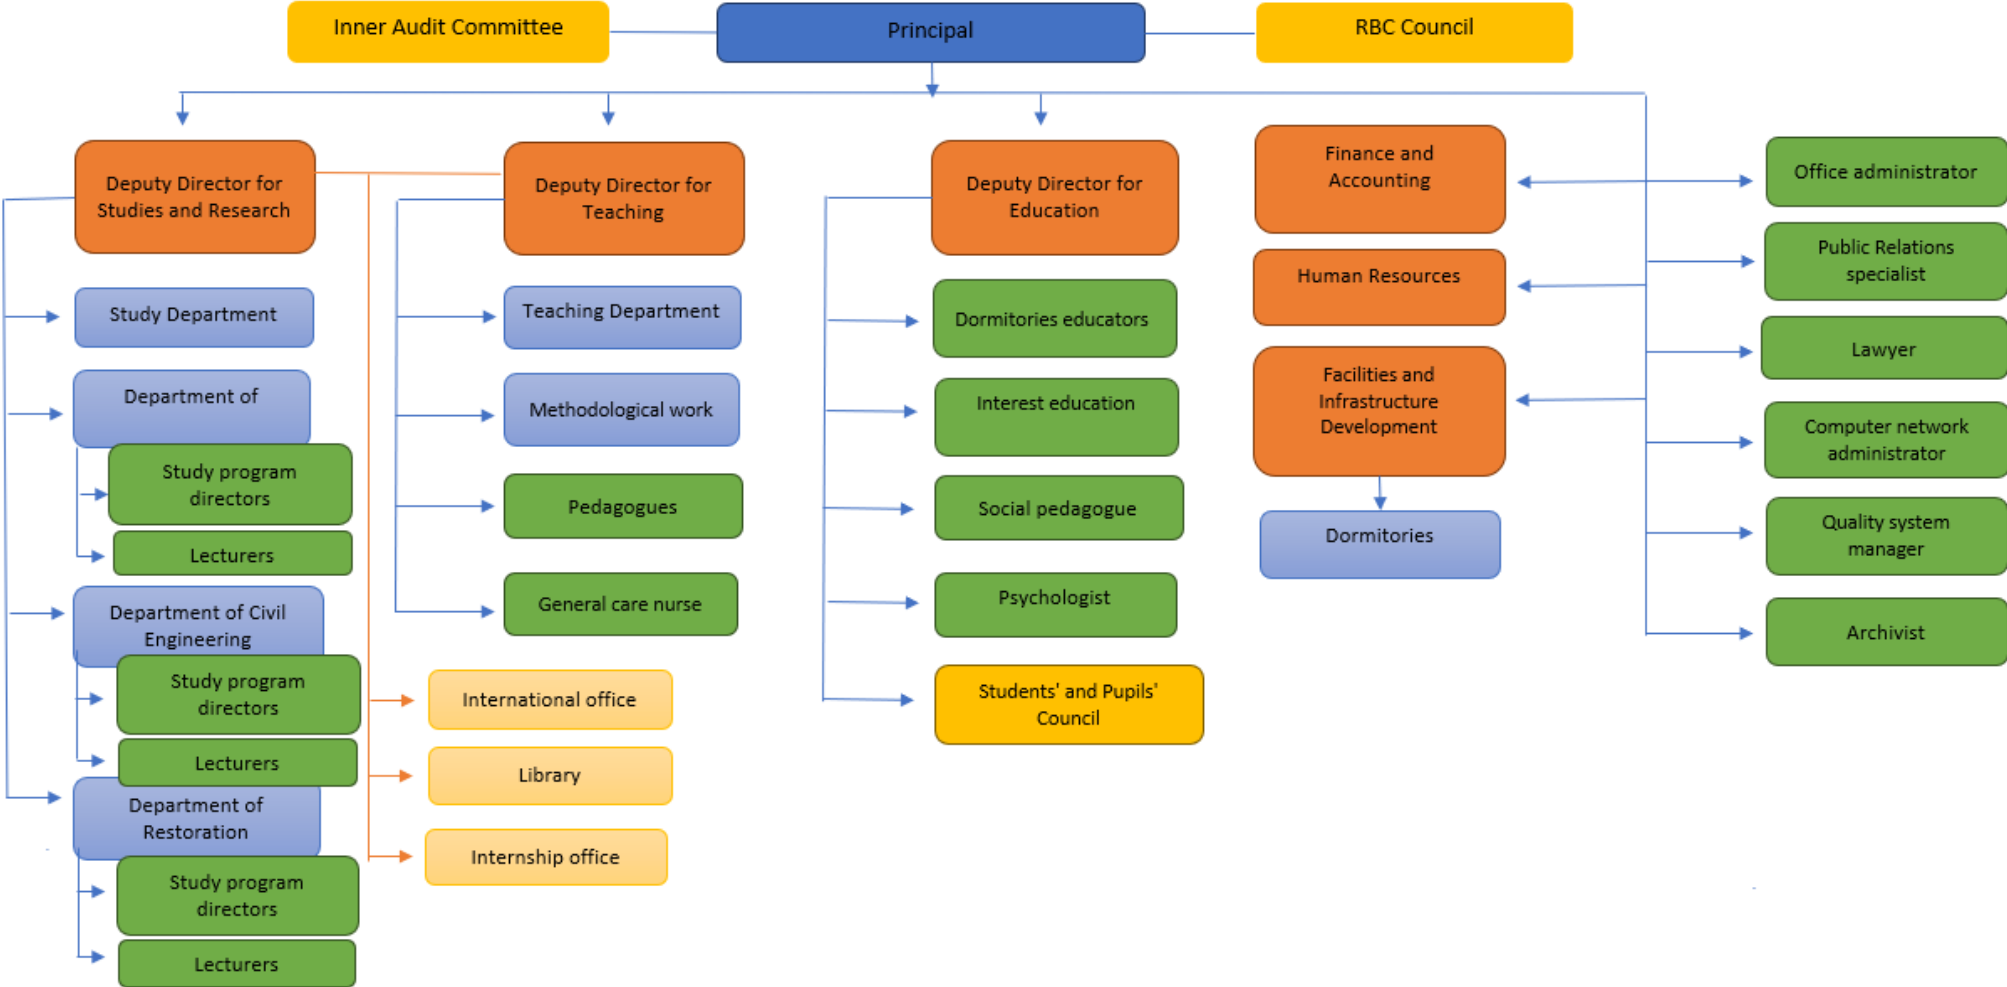 Inner Audit Committee
Principal
RBC Council
Deputy Director for
Studies and Research
Study Department
Department of
Study program
directors
Lecturers
Department of Civil
Engineering
Study program
directors
Lecturers
Department of
Restoration
Study program
directors
Lecturers
Deputy Director for
Teaching
Teaching Department
Methodological work
Pedagogues
General care nurse
International office
Library
Internship office
Deputy Director for
Education
Dormitories educators
Interest education
Social pedagogue
Psychologist
Students' and Pupils'
Council
Finance and
Accounting
Human Resources
Facilities and
Infrastructure
Development
Dormitories
Office administrator
Public Relations
specialist
Lawyer
Computer network
administrator
Quality system
manager
Archivist